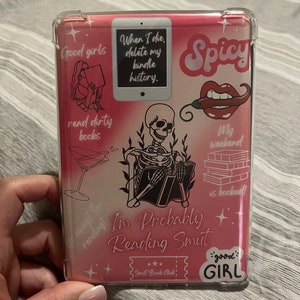 Good girls
When I die,
delete my
kindle
history.
Spicy
read dirty
books
My
weekend
is booked!
I'm Probably
Reading Smut
Smut Book Club
good
GIRL